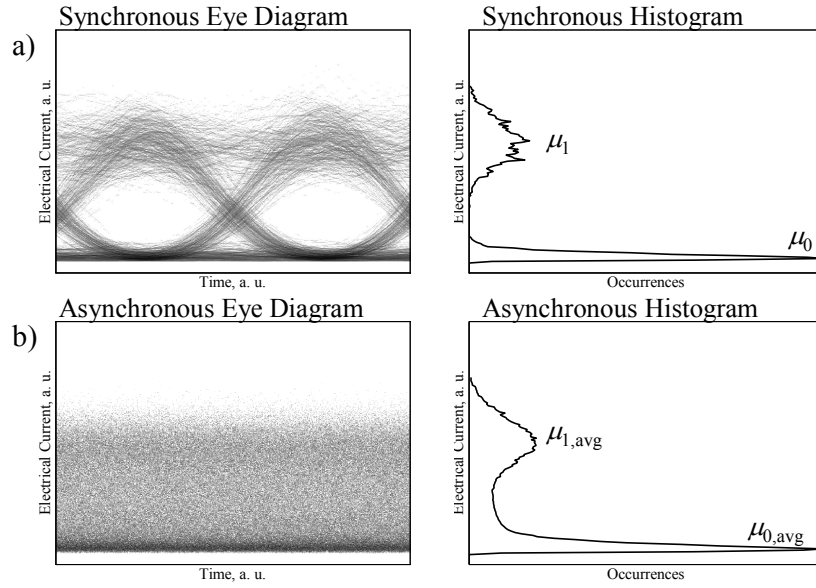 Synchronous Eye Diagram
Synchronous Histogram
a)
Electrical Current, a. u.
Time, a. u.
Electrical Current, a. u.
μ1
μ0
Occurrences
Asynchronous Eye Diagram
Asynchronous Histogram
b)
Electrical Current, a. u.
Time, a. u.
Electrical Current, a. u.
μ1,avg
μ0,avg
Occurrences